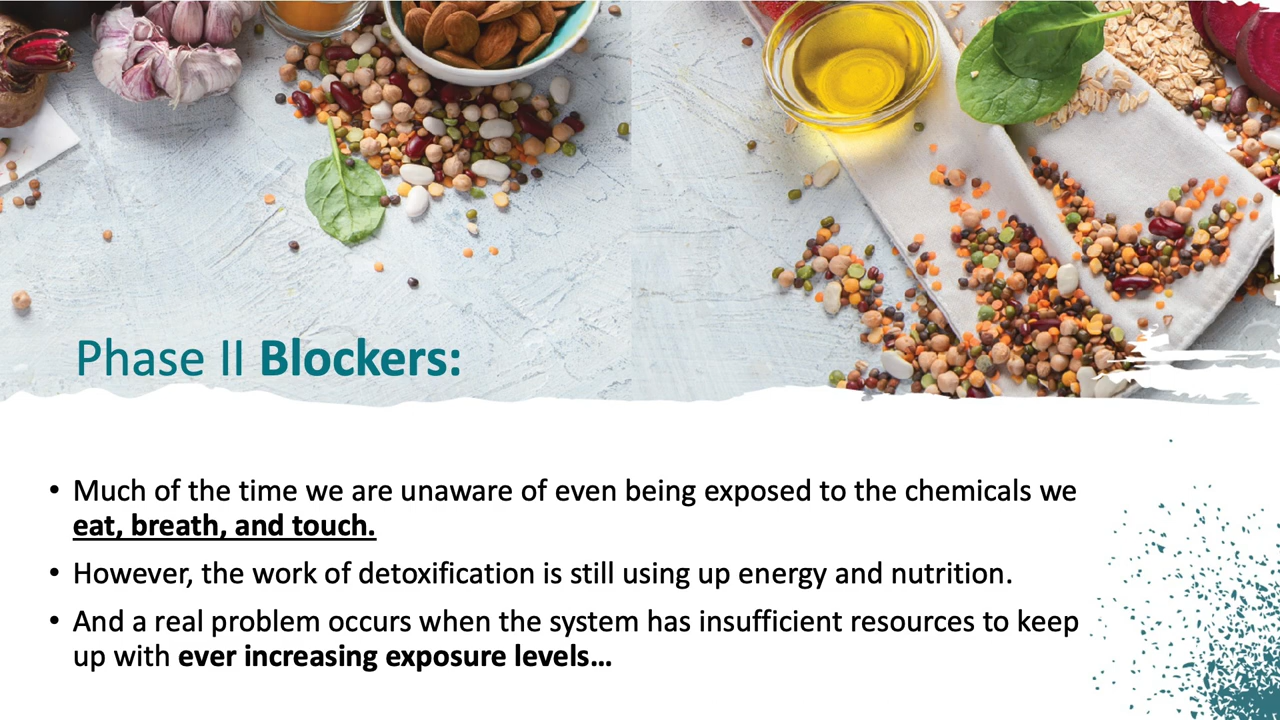 Phase II Blockers:
• Much of the time we are unaware of even being exposed to the chemicals we
eat, breath, and touch.
• However, the work of detoxification is still using up energy and nutrition.
• And a real problem occurs when the system has insufficient resources to keep
up with ever increasing exposure levels...